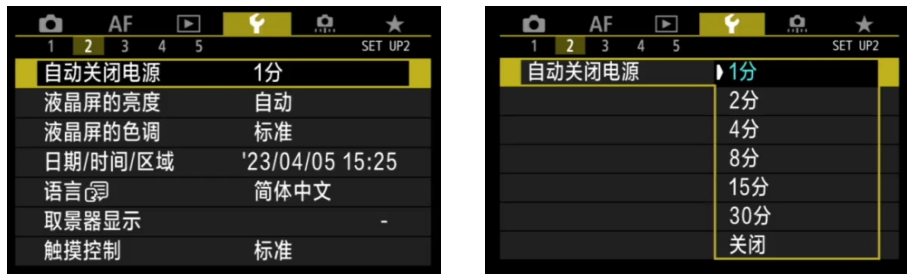 AF
1 2 3 4 5 SET UP2
自动关闭电源 1分
液晶屏的亮度 自动
液晶屏的色调 标准
日期/时间/区域 '23/04/05 15:25
语言 简体中文
取景器显示 -
触摸控制 标准
AF
1 2 3 4 5 SET UP2
自动关闭电源 1分
2分
4分
8分
15分
30分
关闭